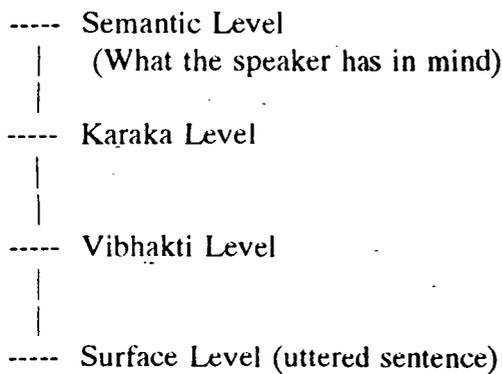 ----- Semantic Level
(What the speaker has in mind)
----- Karaka Level
----- Vibhakti Level
----- Surface Level (uttered sentence)